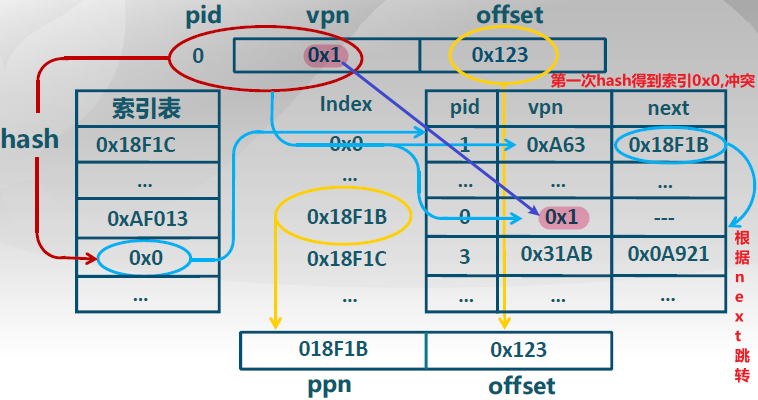 pid vpn offset
0 0x1 0x123
第一次hash得到索引0x0,冲突
索引表 Index pid vpn next
hash
0x18F1C 0x0 1 0xA63 0x18F1B
... ... ... ... ...
0xAF013 0x18F1B 0 0x1 ---
0x0 0x18F1C 3 0x31AB 0x0A921
... ... ... ... ...
根据next跳转
018F1B 0x123
ppn offset